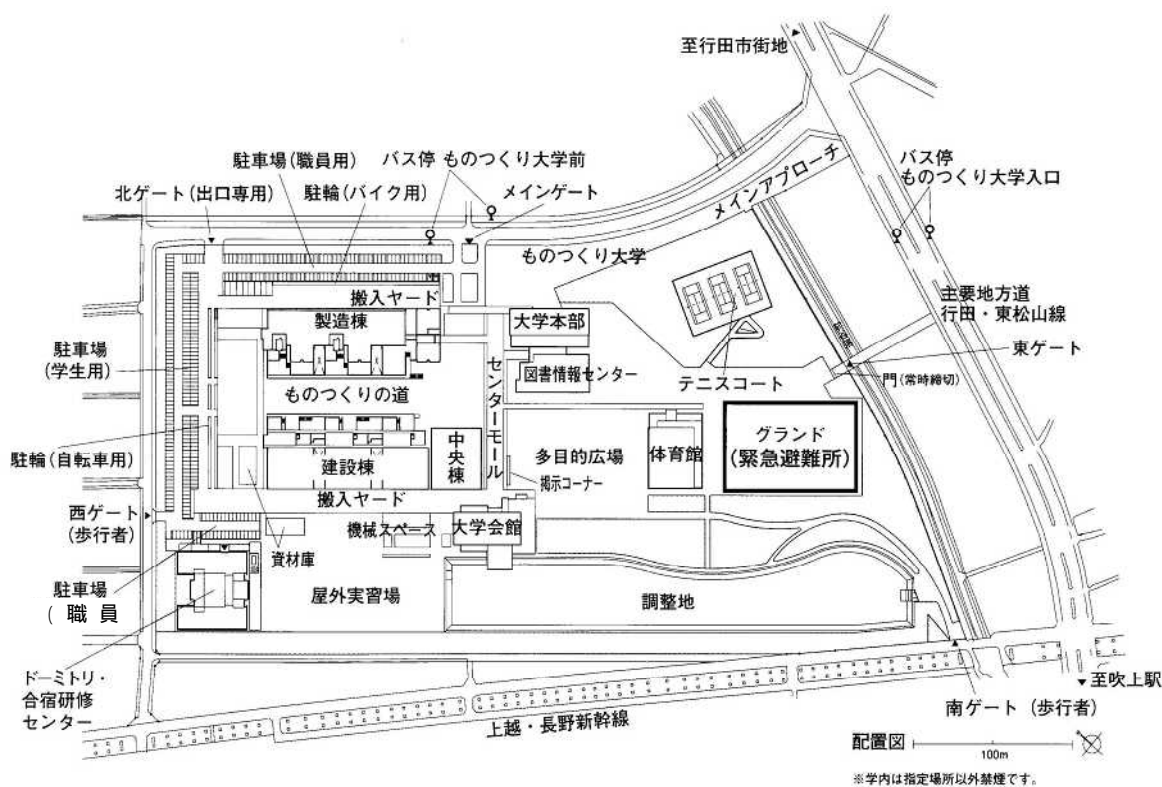 至行田市街地
駐車場(職員用)
バス停 ものつくり大学前
バス停
ものつくり大学入口
北ゲート(出口専用)
駐輪(バイク用)
メインゲート
メインアプローチ
ものつくり大学
搬入ヤード
製造棟
大学本部
主要地方道
行田・東松山線
駐車場
(学生用)
図書情報センター
テニスコート
東ゲート
門(常時締切)
ものつくりの道
センターモール
駐輪(自転車用)
建設棟
中央棟
多目的広場
体育館
グランド
(緊急避難所)
掲示コーナー
搬入ヤード
西ゲート
(歩行者)
資材庫
機械スペース
大学会館
駐車場
(職員
屋外実習場
調整地
ドーミトリ・
合宿研修
センター
至吹上駅
南ゲート(歩行者)
上越・長野新幹線
配置図
100m
※学内は指定場所以外禁煙です。